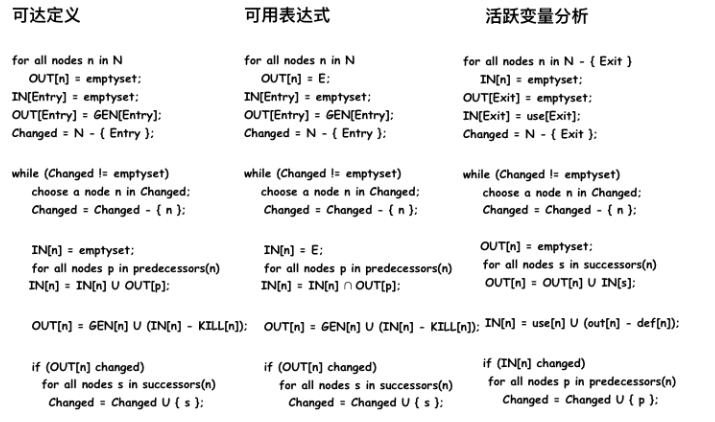 可达定义
for all nodes n in N
OUT[n] = emptyset;
IN[Entry] = emptyset;
OUT[Entry] = GEN[Entry];
Changed = N - { Entry };
while (Changed != emptyset)
choose a node n in Changed;
Changed = Changed - { n };
IN[n] = emptyset;
for all nodes p in predecessors(n)
IN[n] = IN[n] U OUT[p];
OUT[n] = GEN[n] U (IN[n] - KILL[n]);
if (OUT[n] changed)
for all nodes s in successors(n)
Changed = Changed U { s };
可用表达式
for all nodes n in N
OUT[n] = E;
IN[Entry] = emptyset;
OUT[Entry] = GEN[Entry];
Changed = N - { Entry };
while (Changed != emptyset)
choose a node n in Changed;
Changed = Changed - { n };
IN[n] = E;
for all nodes p in predecessors(n)
IN[n] = IN[n] ∩ OUT[p];
OUT[n] = GEN[n] U (IN[n] - KILL[n]);
if (OUT[n] changed)
for all nodes s in successors(n)
Changed = Changed U { s };
活跃变量分析
for all nodes n in N - { Exit }
IN[n] = emptyset;
OUT[Exit] = emptyset;
IN[Exit] = use[Exit];
Changed = N - { Exit };
while (Changed != emptyset)
choose a node n in Changed;
Changed = Changed - { n };
OUT[n] = emptyset;
for all nodes s in successors(n)
OUT[n] = OUT[n] U IN[s];
IN[n] = use[n] U (out[n] - def[n]);
if (IN[n] changed)
for all nodes p in predecessors(n)
Changed = Changed U { p };